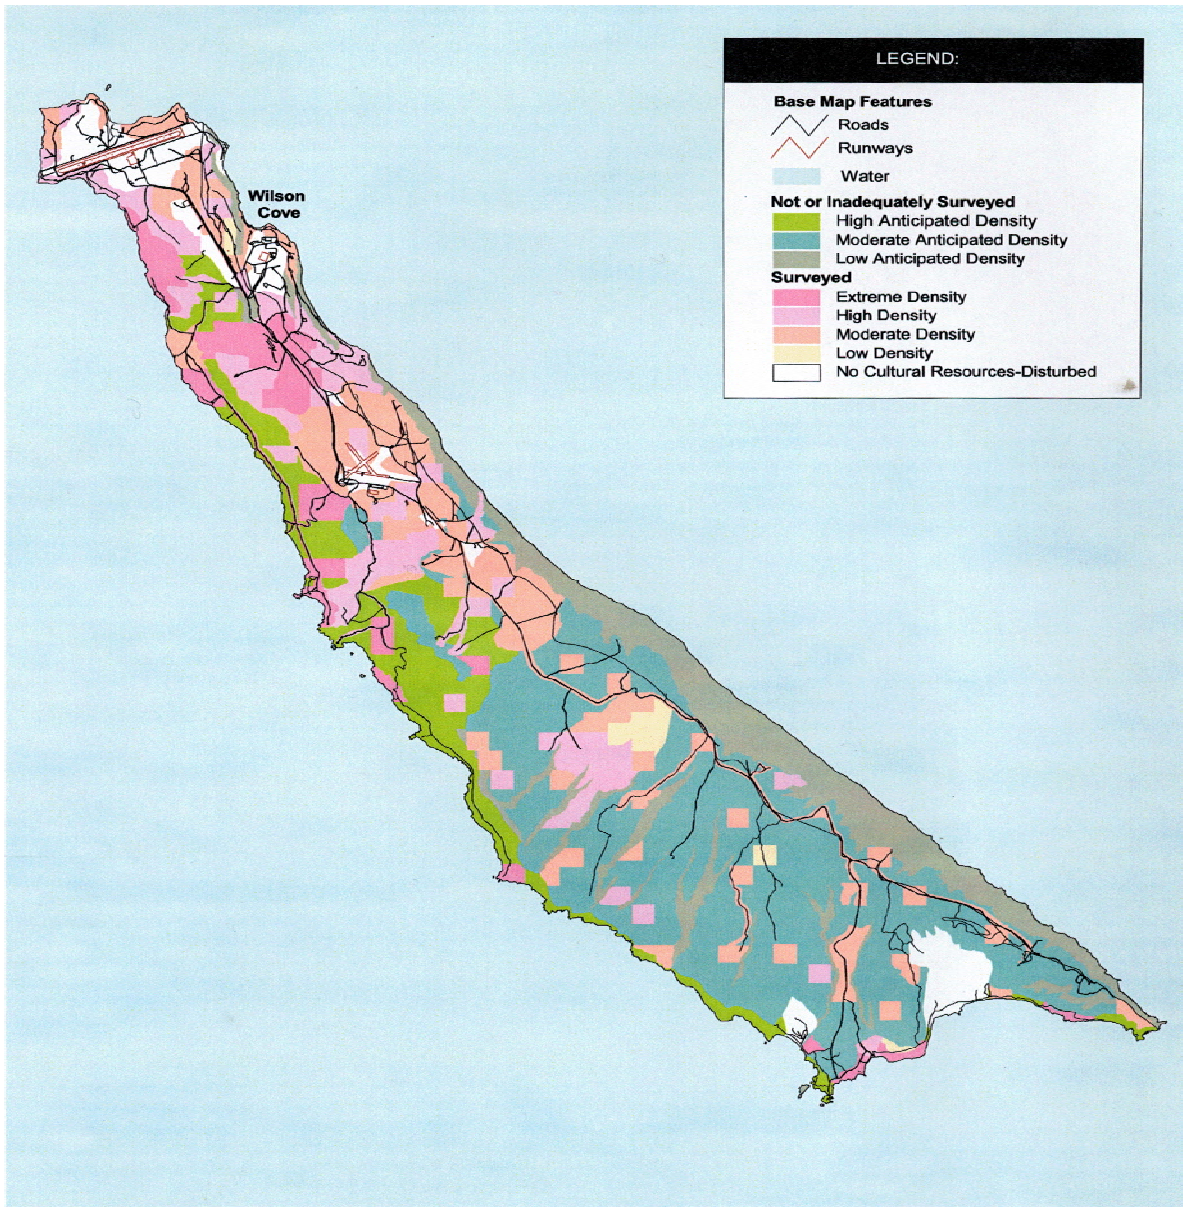 LEGEND:
Base Map Features
Roads
Runways
Water
Not or Inadequately Surveyed
High Anticipated Density
Moderate Anticipated Density
Low Anticipated Density
Surveyed
Extreme Density
High Density
Moderate Density
Low Density
No Cultural Resources-Disturbed
Wilson
Cove